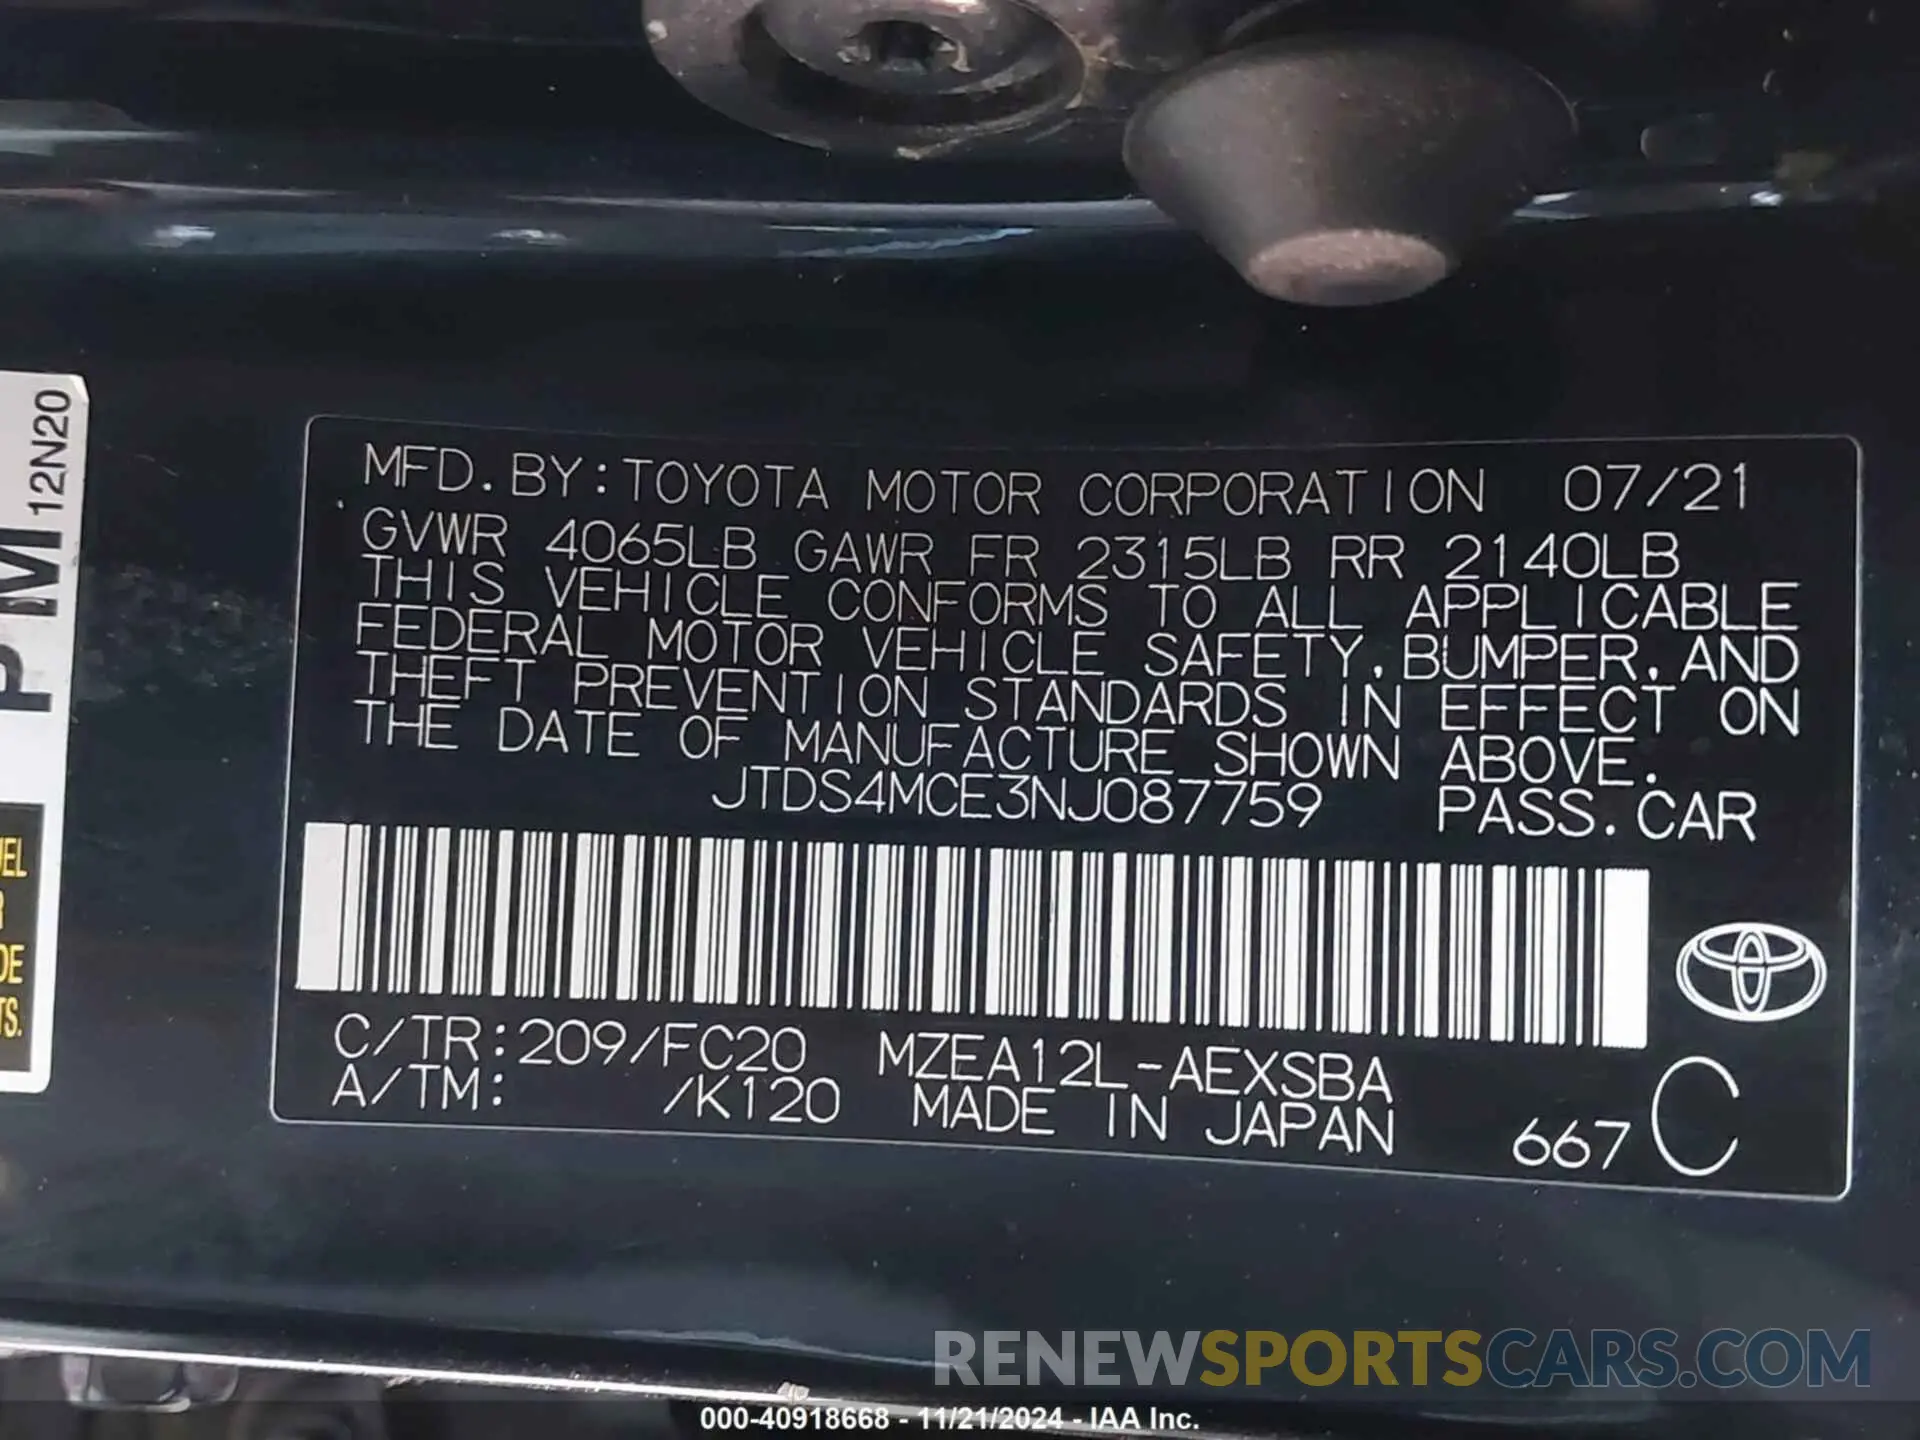 12N20
PM
UEL
R
DE
TS.
MFD. BY: TOYOTA MOTOR CORPORATION 07/21
GVWR 4065LB GAWR FR 2315LB RR 2140LB
THIS VEHICLE CONFORMS TO ALL APPLICABLE
FEDERAL MOTOR VEHICLE SAFETY, BUMPER, AND
THEFT PREVENTION STANDARDS IN EFFECT ON
THE DATE OF MANUFACTURE SHOWN ABOVE.
JTDS4MCE3NJ087759 PASS. CAR
C/TR: 209/FC20 MZEA12L-AEXSBA
A/TM: /K120 MADE IN JAPAN 667 C
RENEWSPORTSCARS.COM
000-40918668 - 11/21/2024 - IAA Inc.